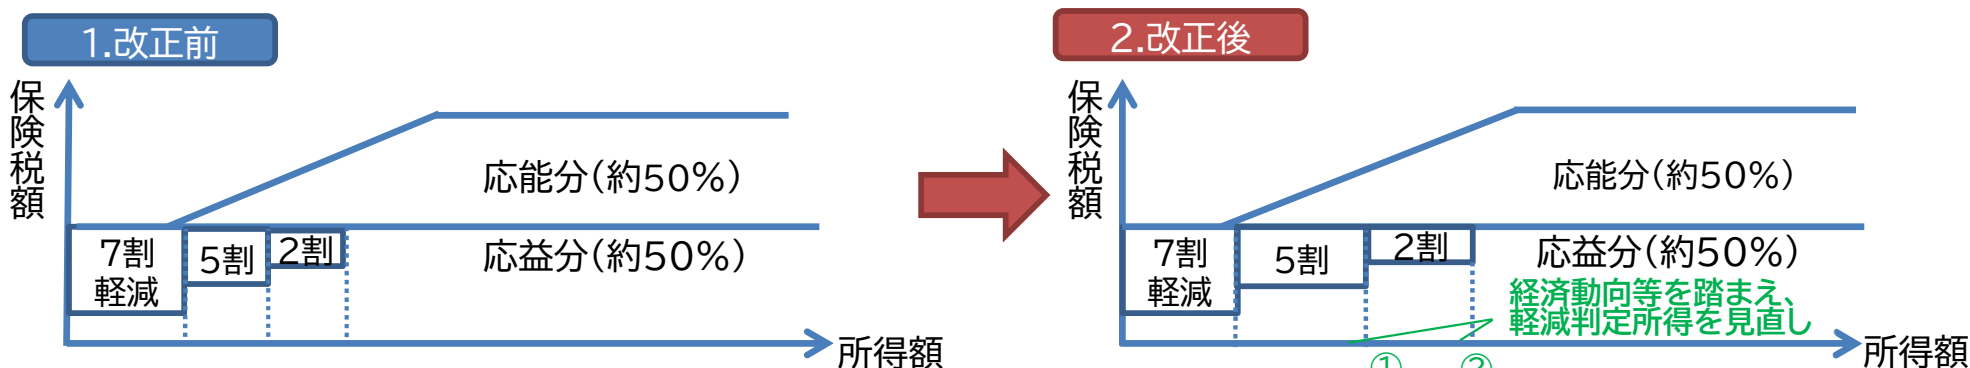 1.改正前
保険税額
応能分(約50%)
7割
軽減
5割
2割
応益分(約50%)
所得額
2.改正後
保険税額
応能分(約50%)
7割
軽減
5割
2割
応益分(約50%)
経済動向等を踏まえ、
軽減判定所得を見直し
① ②
所得額